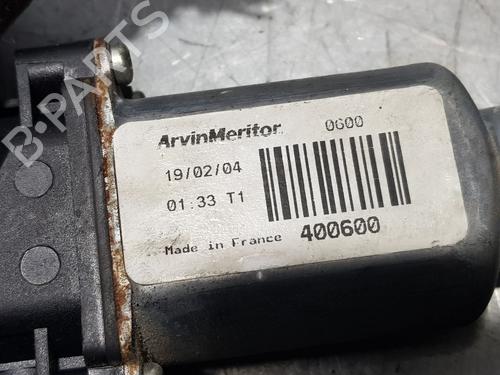 ArvinMeritor 0600
19/02/04
01:33 T1
Made in France 400600
B-PARTS